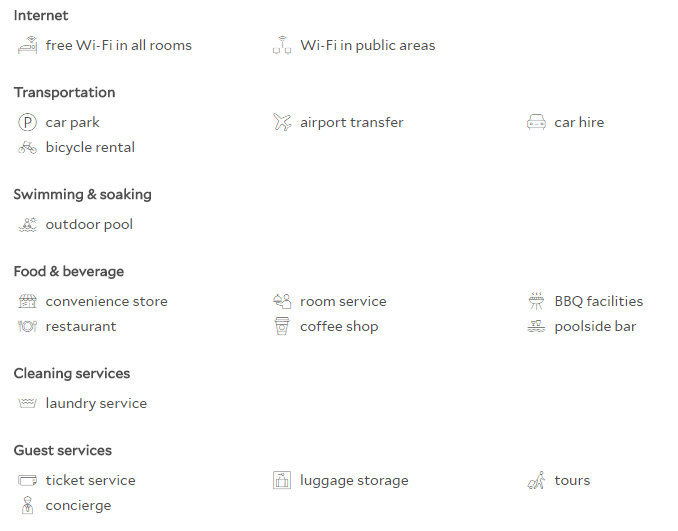 Internet
free Wi-Fi in all rooms Wi-Fi in public areas
Transportation
P car park airport transfer car hire
bicycle rental
Swimming & soaking
outdoor pool
Food & beverage
convenience store room service BBQ facilities
restaurant coffee shop poolside bar
Cleaning services
laundry service
Guest services
ticket service luggage storage tours
concierge